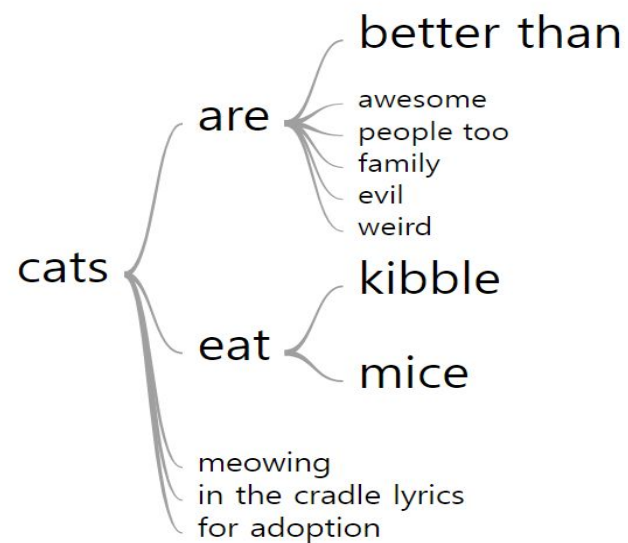 cats
are
better than
awesome
people too
family
evil
weird
eat
kibble
mice
meowing
in the cradle lyrics
for adoption